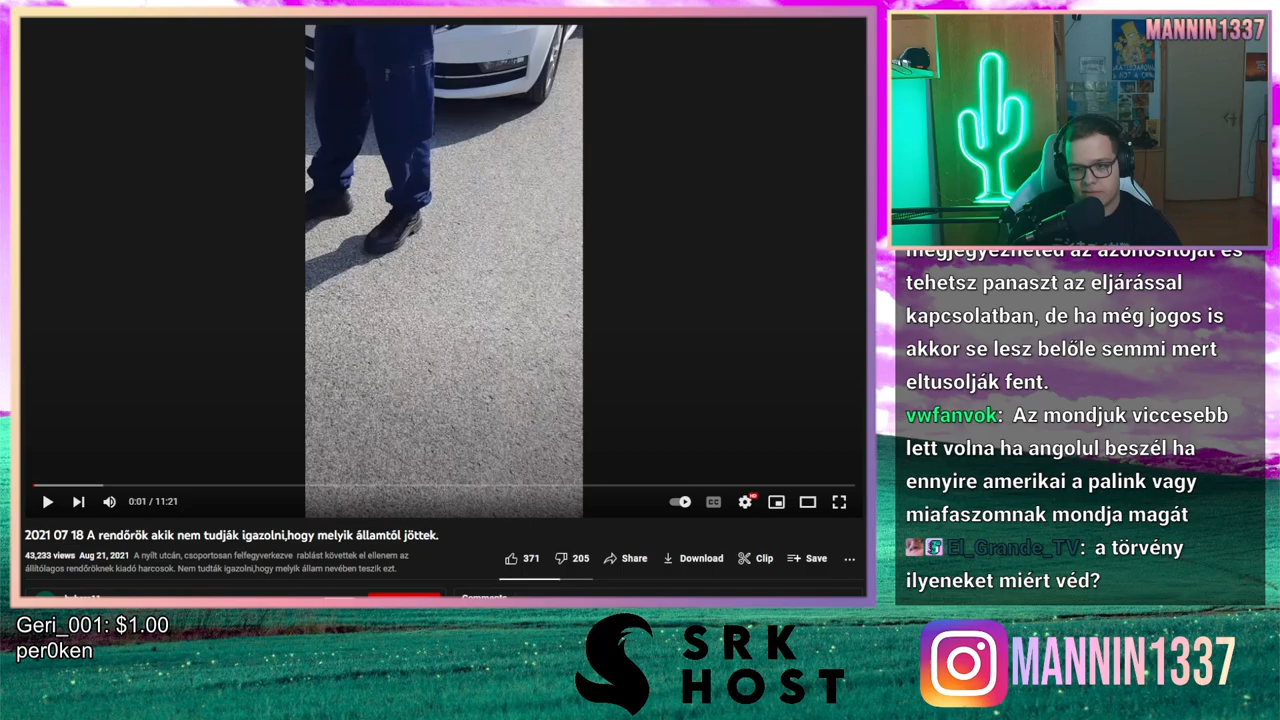 MANNIN1337
megjegyezheted az azonosítóját és
tehetsz panaszt az eljárással
kapcsolatban, de ha még jogos is
akkor se lesz belőle semmi mert
eltusolják fent.
vwfanvok: Az mondjuk viccesebb
lett volna ha angolul beszél ha
ennyire amerikai a palink vagy
miafaszomnak mondja magát
El_Grande_TV: a törvény
ilyeneket miért véd?
0:01 / 11:21
CC
HD
2021 07 18 A rendőrök akik nem tudják igazolni,hogy melyik államtól jöttek.
43,233 views Aug 21, 2021 A nyílt utcán, csoportosan felfegyverkezve rablást követtek el ellenem az
állítólagos rendőröknek kiadó harcosok. Nem tudták igazolni,hogy melyik állam nevében teszik ezt.
371
205
Share
Download
Clip
Save
Comments
Geri_001: $1.00
per0ken
SRK
HOST
MANNIN1337